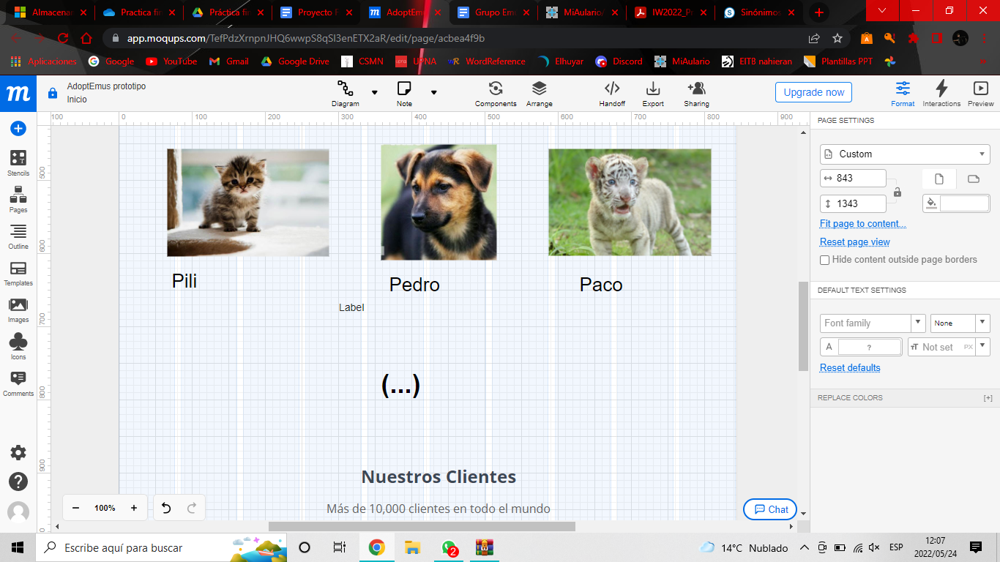 Almacenar
Practica fin
Práctica fin
Proyecto F
AdoptEmu
Grupo Emu
MiAulario
IW2022_Pr
Sinónimos
app.moqups.com/TefPdzXrnpnJHQ6wwpS8qSl3enETX2aR/edit/page/acbea4f9b
Aplicaciones
Google
YouTube
Gmail
Google Drive
CSMN
UPNA
WordReference
Elhuyar
Discord
MiAulario
EITB nahieran
Plantillas PPT
AdoptEmus prototipo
Inicio
Diagram
Note
Components
Arrange
Handoff
Export
Sharing
Upgrade now
Format
Interactions
Preview
100 0 100 200 300 400 500 600 700 800 900
Stencils
Pages
Outline
Templates
Images
Icons
Comments
500
600
700
800
900
Pili
Pedro
Paco
Label
(...)
Nuestros Clientes
Más de 10,000 clientes en todo el mundo
100%
Chat
PAGE SETTINGS
Custom
843
1343
Fit page to content...
Reset page view
Hide content outside page borders
DEFAULT TEXT SETTINGS
Font family
None
A ?
Not set PX
Reset defaults
REPLACE COLORS [+]
Escribe aquí para buscar
2
14°C Nublado
ESP
12:07
2022/05/24